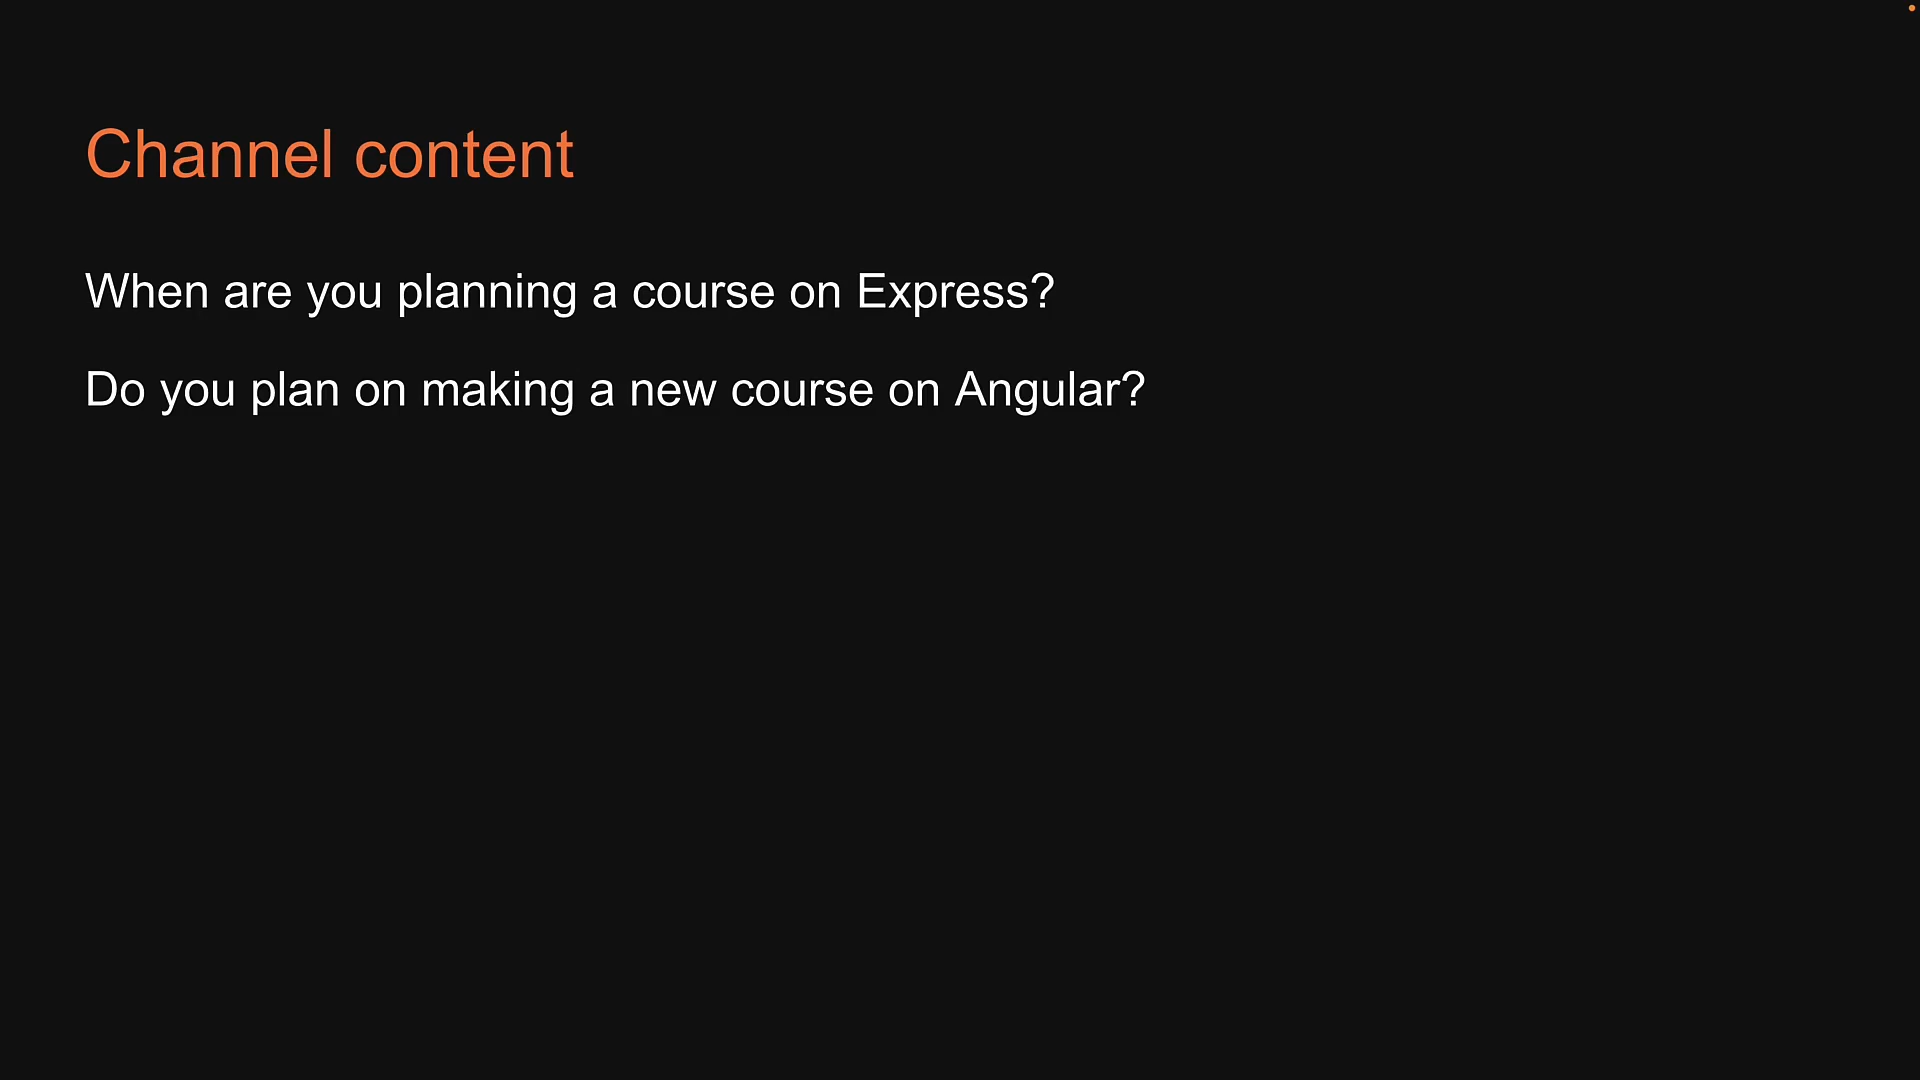 Channel content
When are you planning a course on Express?
Do you plan on making a new course on Angular?